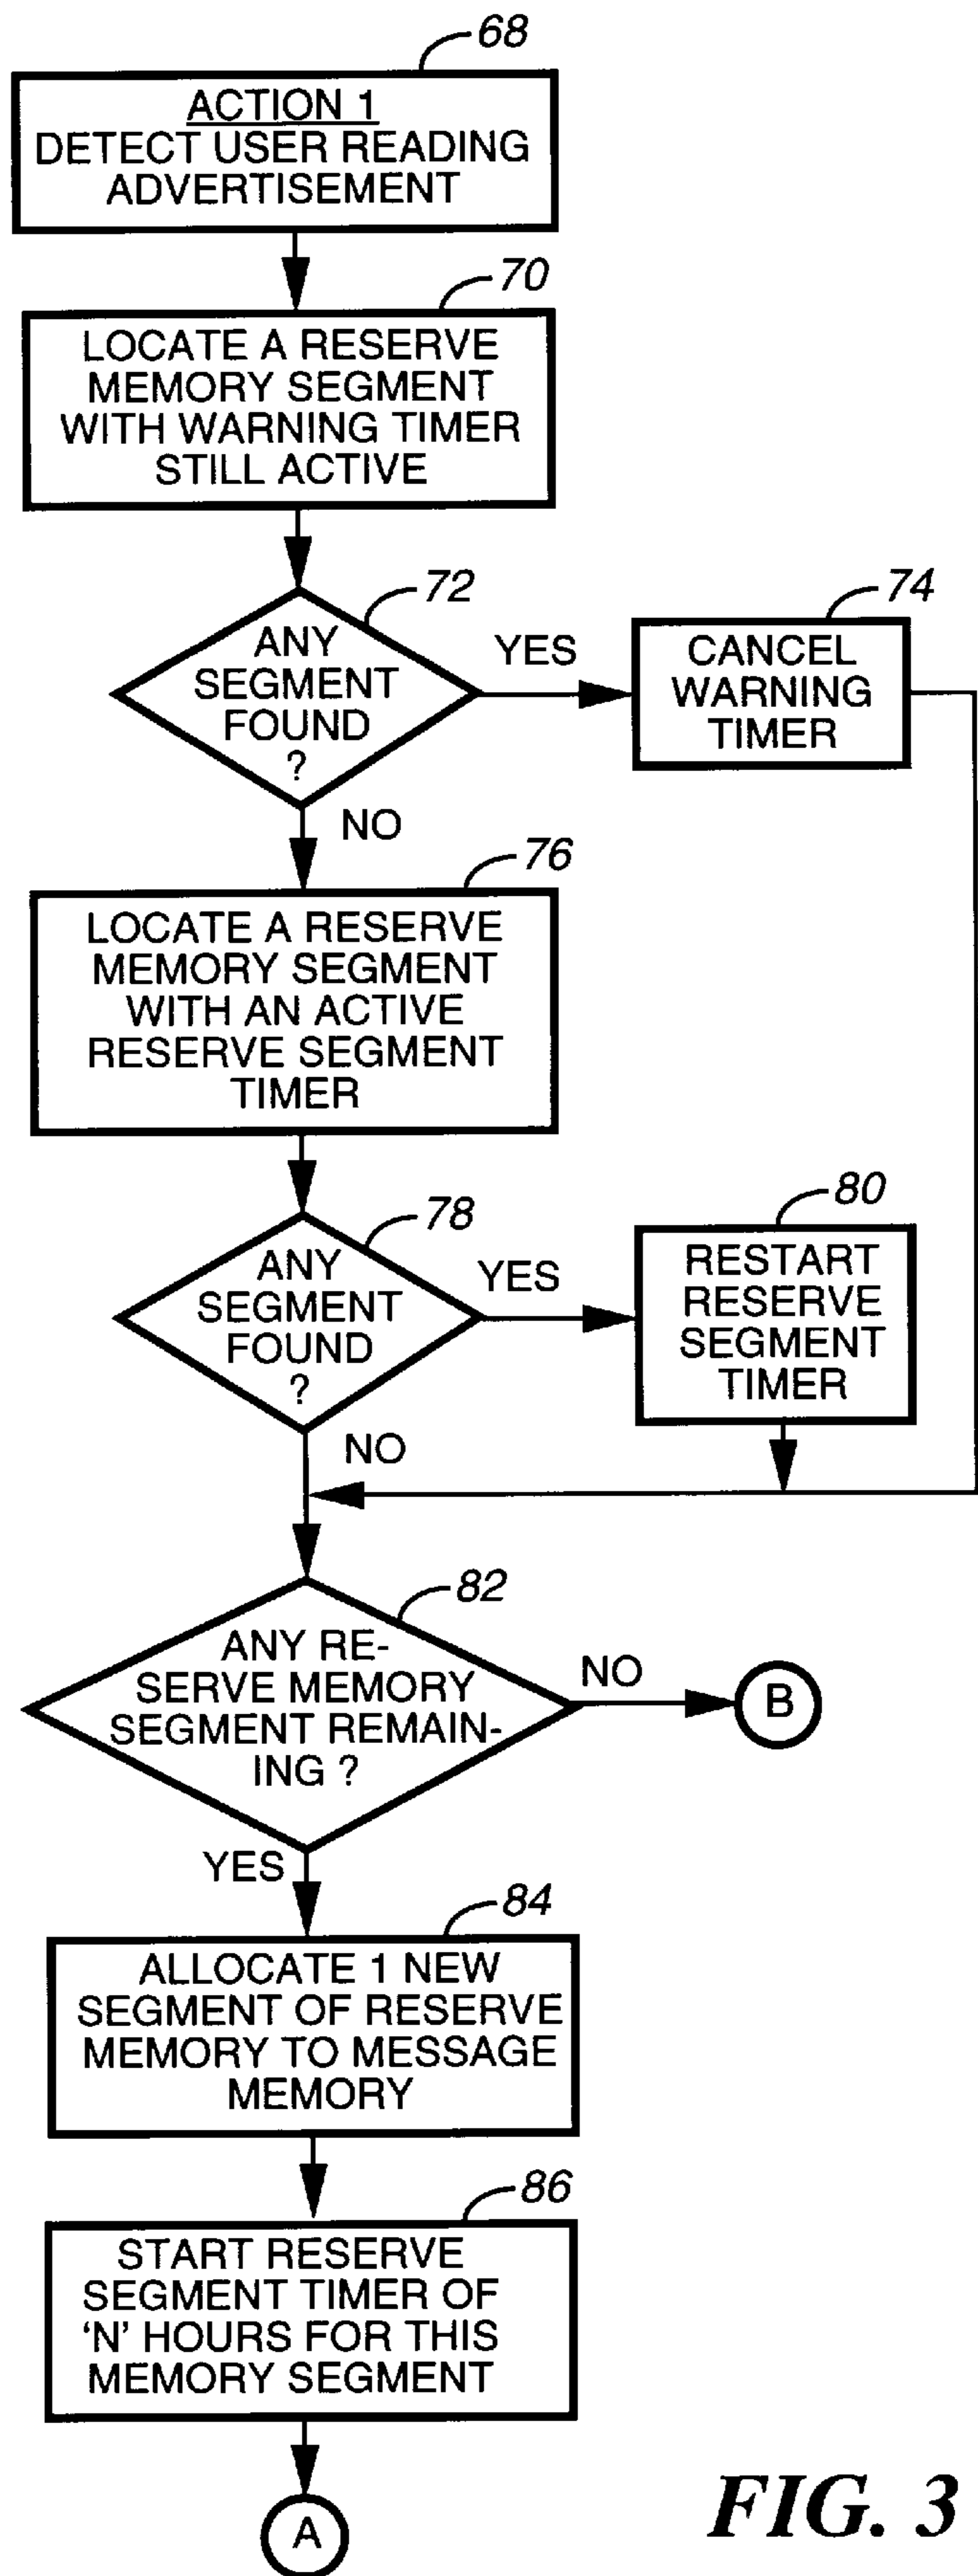 68
ACTION 1
DETECT USER READING
ADVERTISEMENT
70
LOCATE A RESERVE
MEMORY SEGMENT
WITH WARNING TIMER
STILL ACTIVE
72
ANY
SEGMENT
FOUND
?
YES
74
CANCEL
WARNING
TIMER
NO
76
LOCATE A RESERVE
MEMORY SEGMENT
WITH AN ACTIVE
RESERVE SEGMENT
TIMER
78
ANY
SEGMENT
FOUND
?
YES
80
RESTART
RESERVE
SEGMENT
TIMER
NO
82
ANY RE-
SERVE MEMORY
SEGMENT REMAIN-
ING ?
NO
B
YES
84
ALLOCATE 1 NEW
SEGMENT OF RESERVE
MEMORY TO MESSAGE
MEMORY
86
START RESERVE
SEGMENT TIMER OF
‘N’ HOURS FOR THIS
MEMORY SEGMENT
A
FIG. 3